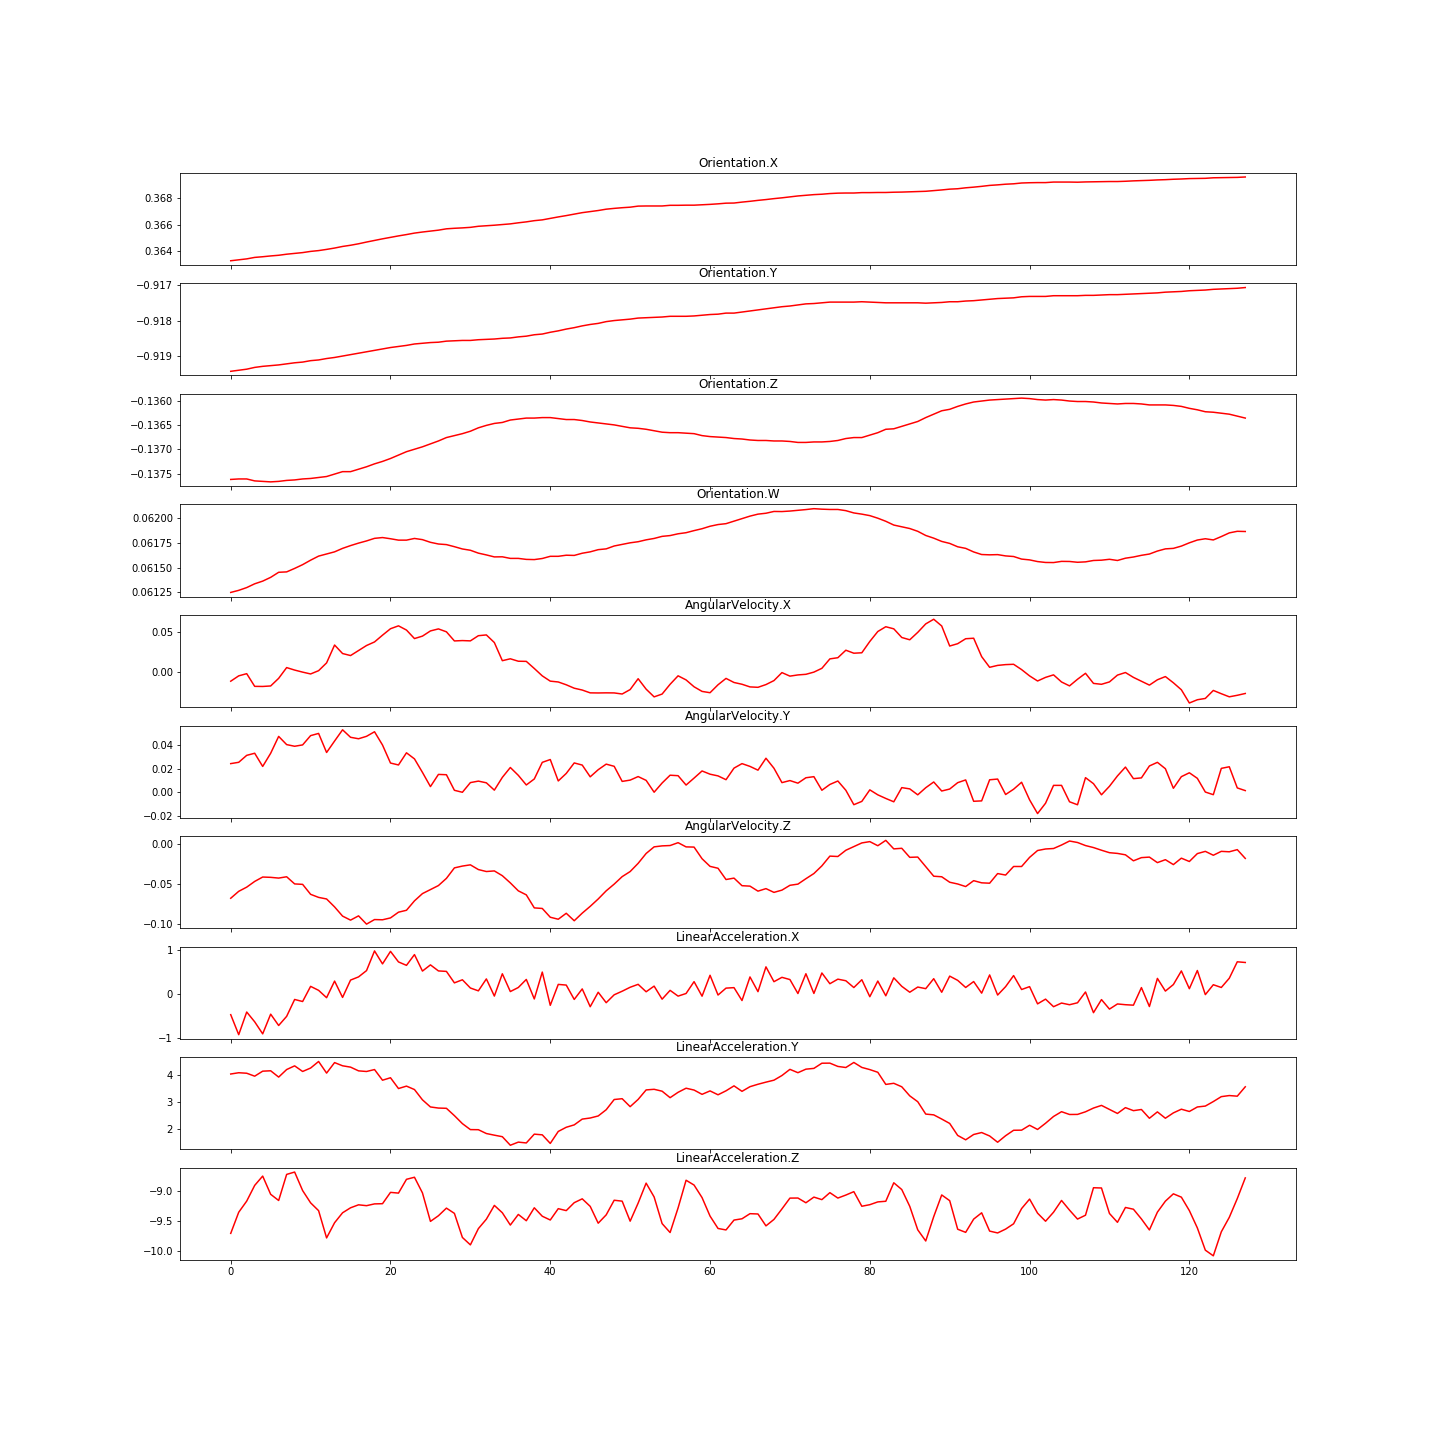 Orientation.X
0.368
0.366
0.364
Orientation.Y
−0.917
−0.918
−0.919
Orientation.Z
−0.1360
−0.1365
−0.1370
−0.1375
Orientation.W
0.06200
0.06175
0.06150
0.06125
AngularVelocity.X
0.05
0.00
AngularVelocity.Y
0.04
0.02
0.00
−0.02
AngularVelocity.Z
0.00
−0.05
−0.10
LinearAcceleration.X
1
0
−1
LinearAcceleration.Y
4
3
2
LinearAcceleration.Z
−9.0
−9.5
−10.0
0 20 40 60 80 100 120